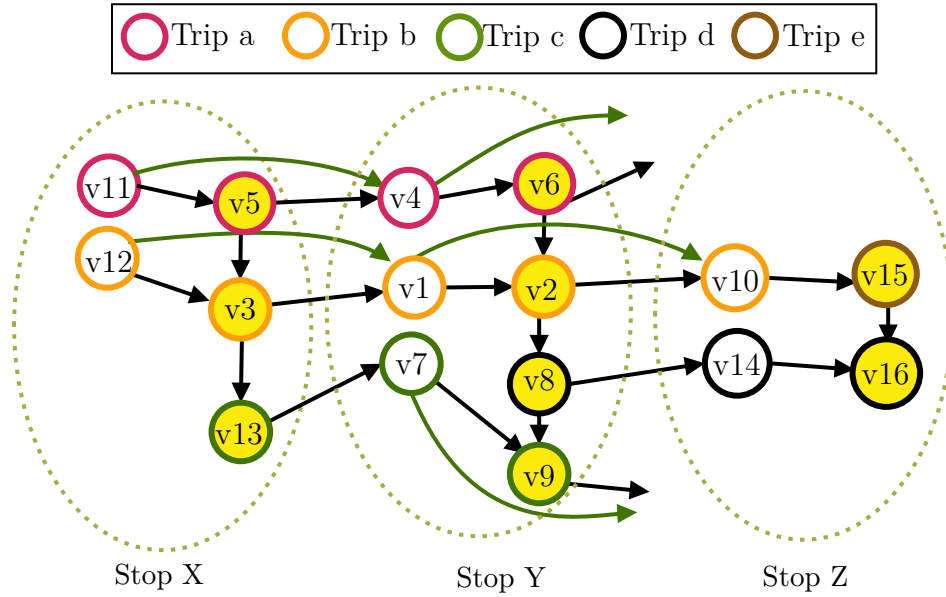 Trip a Trip b Trip c Trip d Trip e
v11 v5 v4 v6
v12 v3 v1 v2 v10 v15
v13 v7 v8 v14 v16
v9
Stop X Stop Y Stop Z